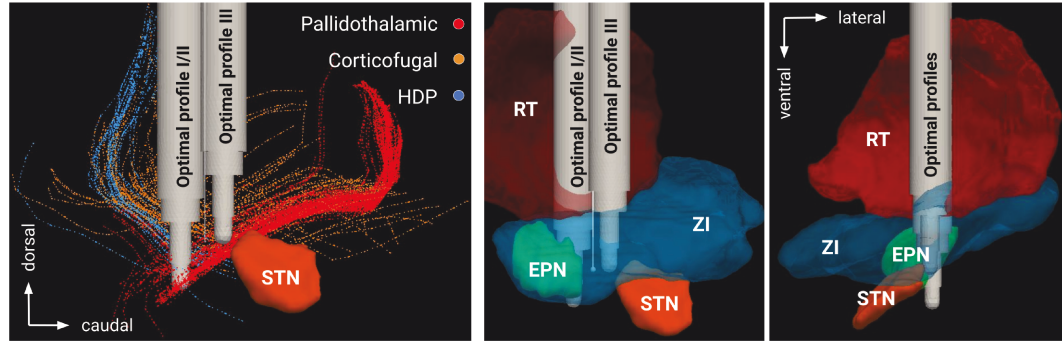 Pallidothalamic
Corticofugal
HDP
Optimal profile I/II
Optimal profile III
STN
dorsal
caudal
Optimal profile I/II
Optimal profile III
RT
ZI
EPN
STN
lateral
ventral
Optimal profiles
RT
ZI
EPN
STN